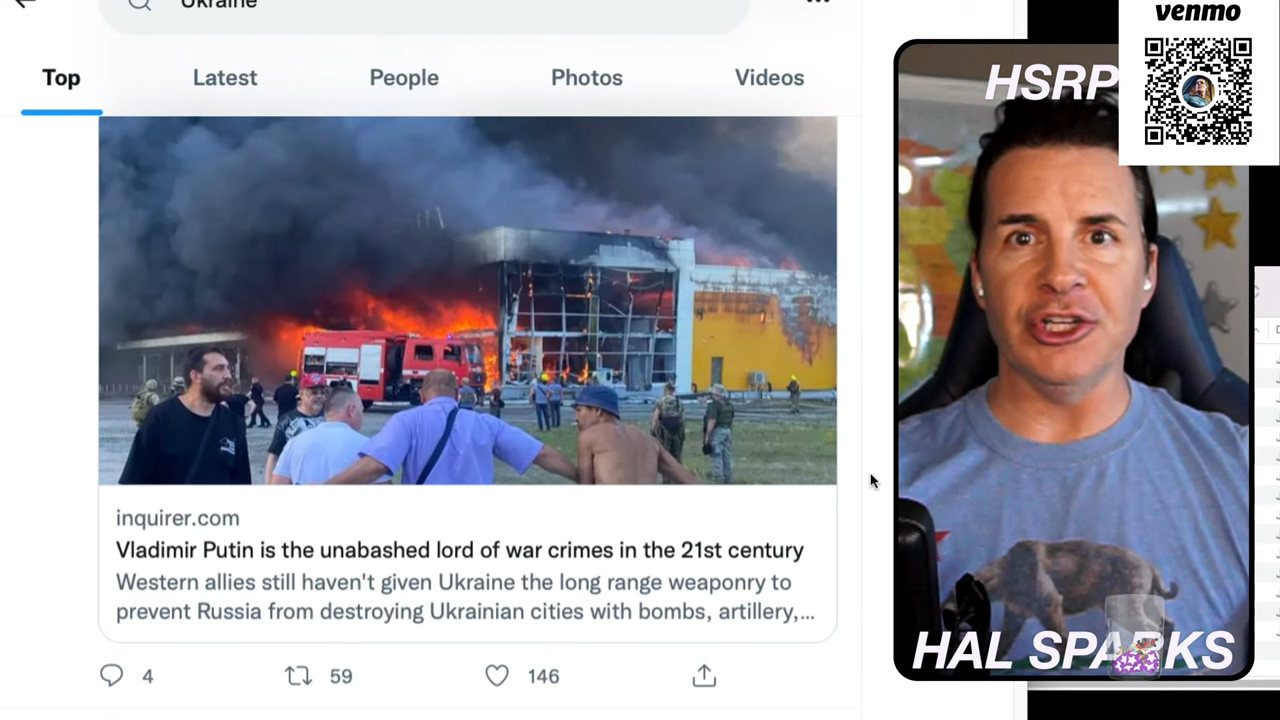 Ukraine
Top
Latest
People
Photos
Videos
inquirer.com
Vladimir Putin is the unabashed lord of war crimes in the 21st century
Western allies still haven't given Ukraine the long range weaponry to
prevent Russia from destroying Ukrainian cities with bombs, artillery,...
4
59
146
venmo
HSRP
HAL SPARKS